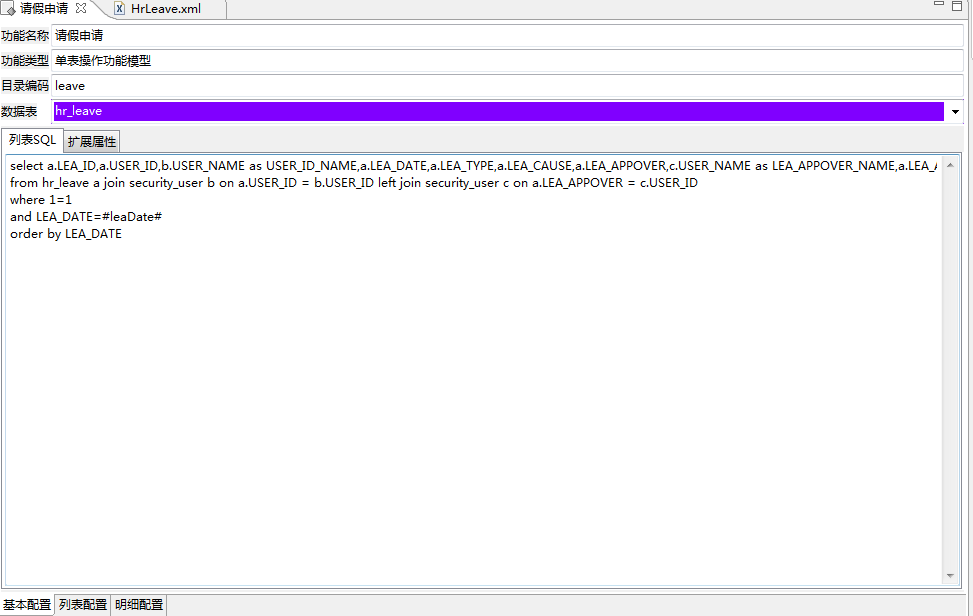 请假申请 HrLeave.xml
功能名称 请假申请
功能类型 单表操作功能模型
目录编码 leave
数据表 hr_leave
列表SQL 扩展属性
select a.LEA_ID,a.USER_ID,b.USER_NAME as USER_ID_NAME,a.LEA_DATE,a.LEA_TYPE,a.LEA_CAUSE,a.LEA_APPOVER,c.USER_NAME as LEA_APPOVER_NAME,a.LEA_
from hr_leave a join security_user b on a.USER_ID = b.USER_ID left join security_user c on a.LEA_APPOVER = c.USER_ID
where 1=1
and LEA_DATE=#leaDate#
order by LEA_DATE
基本配置 列表配置 明细配置